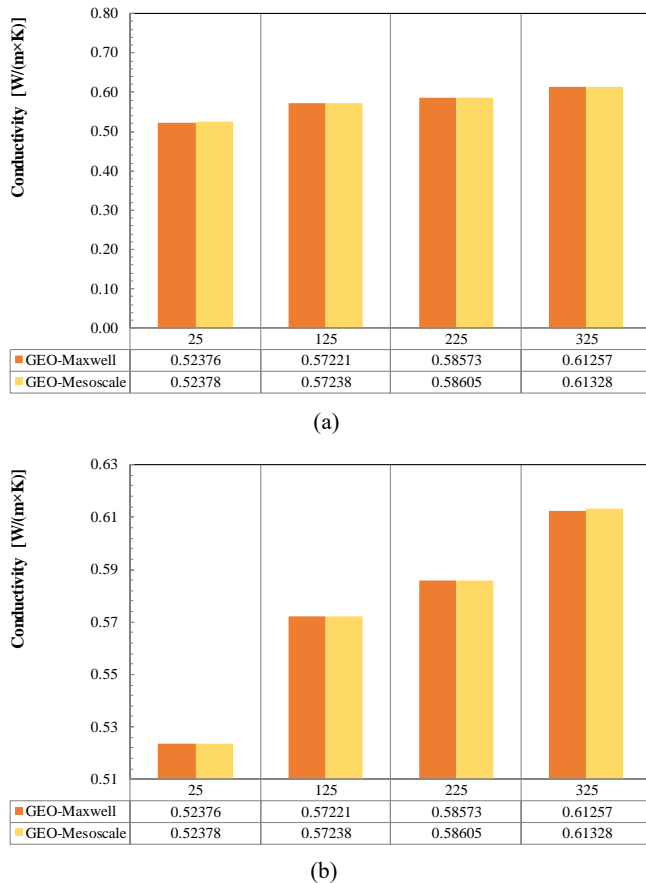 Conductivity [W/(m×K)]
0.80
0.70
0.60
0.50
0.40
0.30
0.20
0.10
0.00
25 125 225 325
GEO-Maxwell 0.52376 0.57221 0.58573 0.61257
GEO-Mesoscale 0.52378 0.57238 0.58605 0.61328
(a)
Conductivity [W/(m×K)]
0.63
0.61
0.59
0.57
0.55
0.53
0.51
25 125 225 325
GEO-Maxwell 0.52376 0.57221 0.58573 0.61257
GEO-Mesoscale 0.52378 0.57238 0.58605 0.61328
(b)